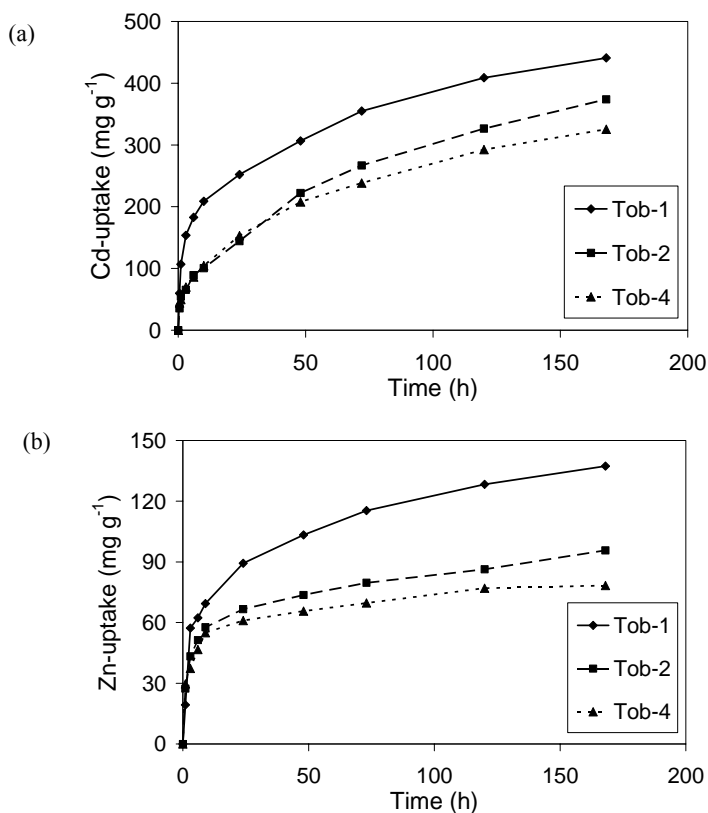 (a)
500
400
300
200
100
0
Cd-uptake (mg g⁻¹)
0 50 100 150 200
Time (h)
Tob-1
Tob-2
Tob-4
(b)
150
120
90
60
30
0
Zn-uptake (mg g⁻¹)
0 50 100 150 200
Time (h)
Tob-1
Tob-2
Tob-4